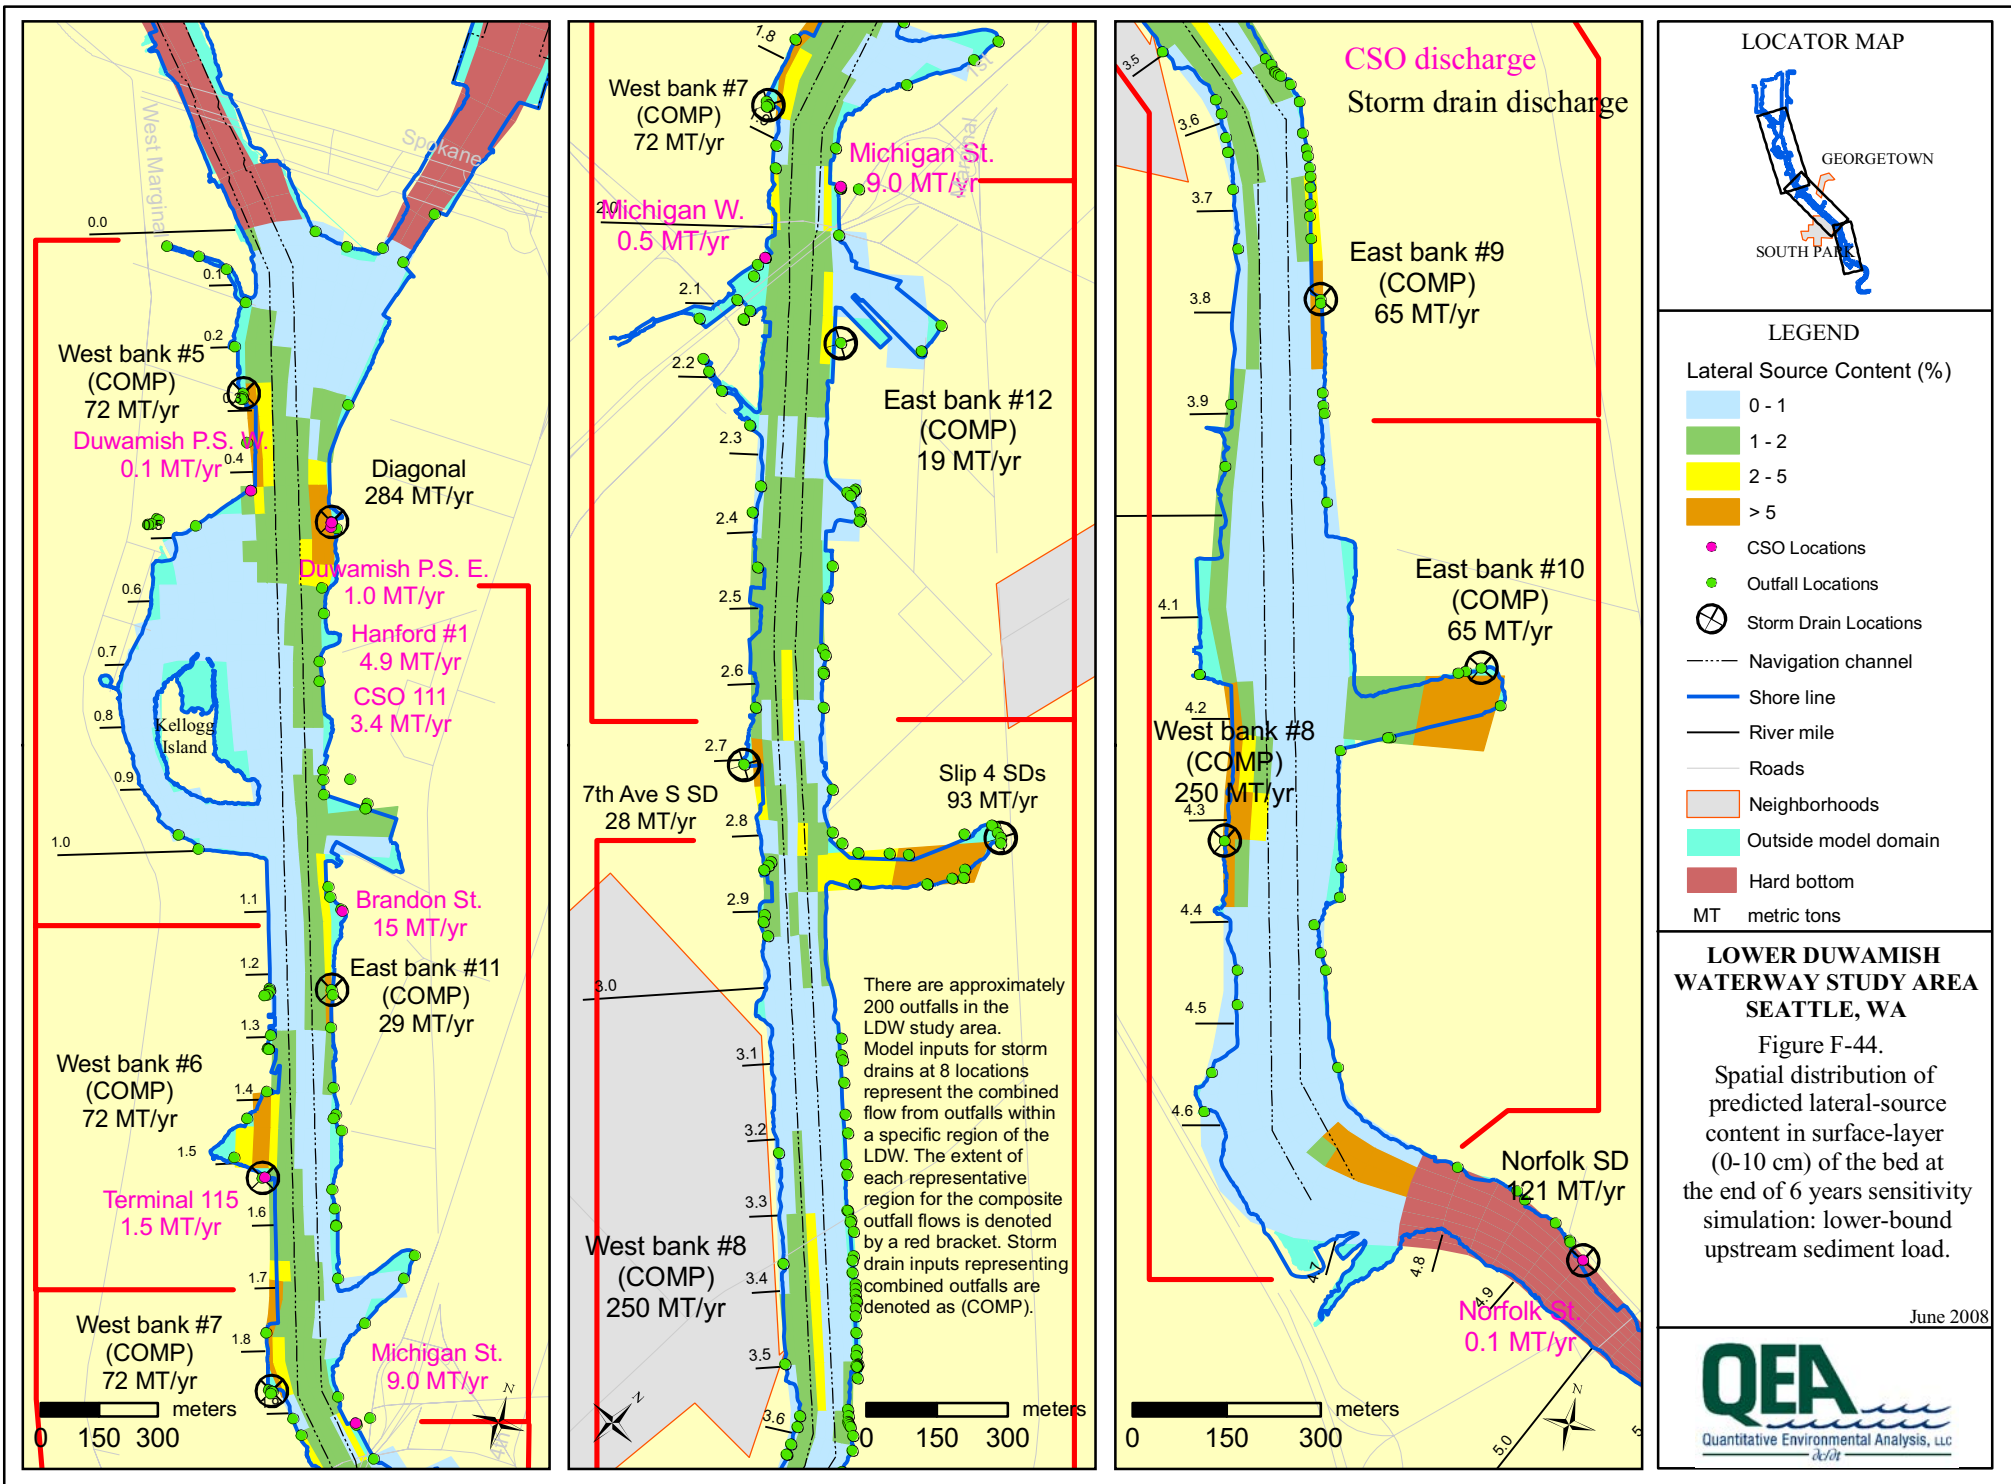 West Marginal
Spokane
0.0
0.1
0.2
West bank #5
(COMP)
72 MT/yr
0.3
Duwamish P.S. W.
0.1 MT/yr
0.4
Diagonal
284 MT/yr
0.5
Duwamish P.S. E.
1.0 MT/yr
0.6
Hanford #1
4.9 MT/yr
0.7
CSO 111
3.4 MT/yr
0.8
Kellogg
Island
0.9
1.0
1.1
Brandon St.
15 MT/yr
1.2
East bank #11
(COMP)
29 MT/yr
1.3
West bank #6
(COMP)
72 MT/yr
1.4
1.5
Terminal 115
1.5 MT/yr
1.6
1.7
West bank #7
(COMP)
72 MT/yr
1.8
1.9
Michigan St.
9.0 MT/yr
N
meters
0 150 300
1.8
1st
West bank #7
(COMP)
72 MT/yr
1.9
Michigan St.
9.0 MT/yr
Marginal
Michigan W.
0.5 MT/yr
2.0
2.1
2.2
East bank #12
(COMP)
19 MT/yr
2.3
2.4
2.5
2.6
2.7
7th Ave S SD
28 MT/yr
Slip 4 SDs
93 MT/yr
2.8
2.9
3.0
There are approximately
200 outfalls in the
LDW study area.
Model inputs for storm
drains at 8 locations
represent the combined
flow from outfalls within
a specific region of the
LDW. The extent of
each representative
region for the composite
outfall flows is denoted
by a red bracket. Storm
drain inputs representing
combined outfalls are
denoted as (COMP).
3.1
3.2
3.3
West bank #8
(COMP)
250 MT/yr
3.4
3.5
3.6
N
meters
0 150 300
CSO discharge
Storm drain discharge
3.5
3.6
3.7
East bank #9
(COMP)
65 MT/yr
3.8
3.9
4.1
East bank #10
(COMP)
65 MT/yr
4.2
West bank #8
(COMP)
250 MT/yr
4.3
4.4
4.5
4.6
Norfolk SD
121 MT/yr
4.7
4.8
4.9
Norfolk St.
0.1 MT/yr
5.0
N
meters
0 150 300
LOCATOR MAP
GEORGETOWN
SOUTH PARK
LEGEND
Lateral Source Content (%)
0 - 1
1 - 2
2 - 5
> 5
CSO Locations
Outfall Locations
Storm Drain Locations
Navigation channel
Shore line
River mile
Roads
Neighborhoods
Outside model domain
Hard bottom
MT metric tons
LOWER DUWAMISH
WATERWAY STUDY AREA
SEATTLE, WA
Figure F-44.
Spatial distribution of
predicted lateral-source
content in surface-layer
(0-10 cm) of the bed at
the end of 6 years sensitivity
simulation: lower-bound
upstream sediment load.
June 2008
QEA
Quantitative Environmental Analysis, LLC
∂c/∂t